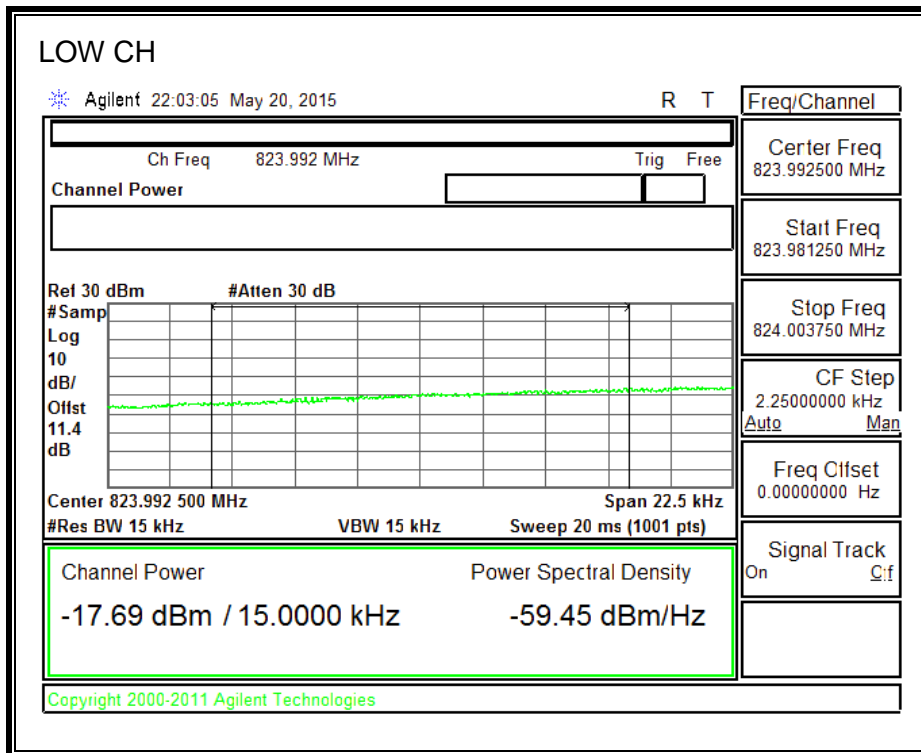 LOW CH
Agilent 22:03:05 May 20, 2015 R T
Freq/Channel
Ch Freq 823.992 MHz Trig Free
Channel Power
Center Freq
823.992500 MHz
Start Freq
823.981250 MHz
Stop Freq
824.003750 MHz
CF Step
2.25000000 kHz
Auto Man
Freq Offset
0.00000000 Hz
Signal Track
On Off
Ref 30 dBm #Atten 30 dB
#Samp
Log
10
dB/
Offst
11.4
dB
Center 823.992 500 MHz Span 22.5 kHz
#Res BW 15 kHz VBW 15 kHz Sweep 20 ms (1001 pts)
Channel Power Power Spectral Density
-17.69 dBm / 15.0000 kHz -59.45 dBm/Hz
Copyright 2000-2011 Agilent Technologies